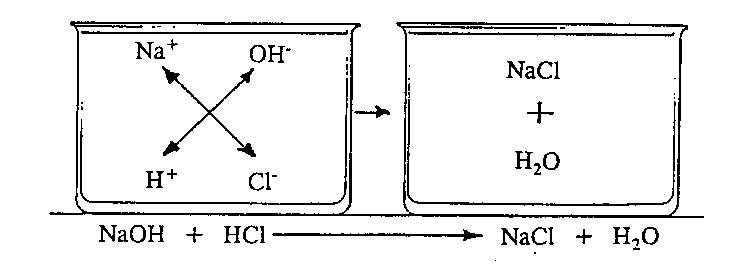 Na⁺ OH⁻
H⁺ Cl⁻
NaCl
+
H₂O
NaOH + HCl ⟶ NaCl + H₂O